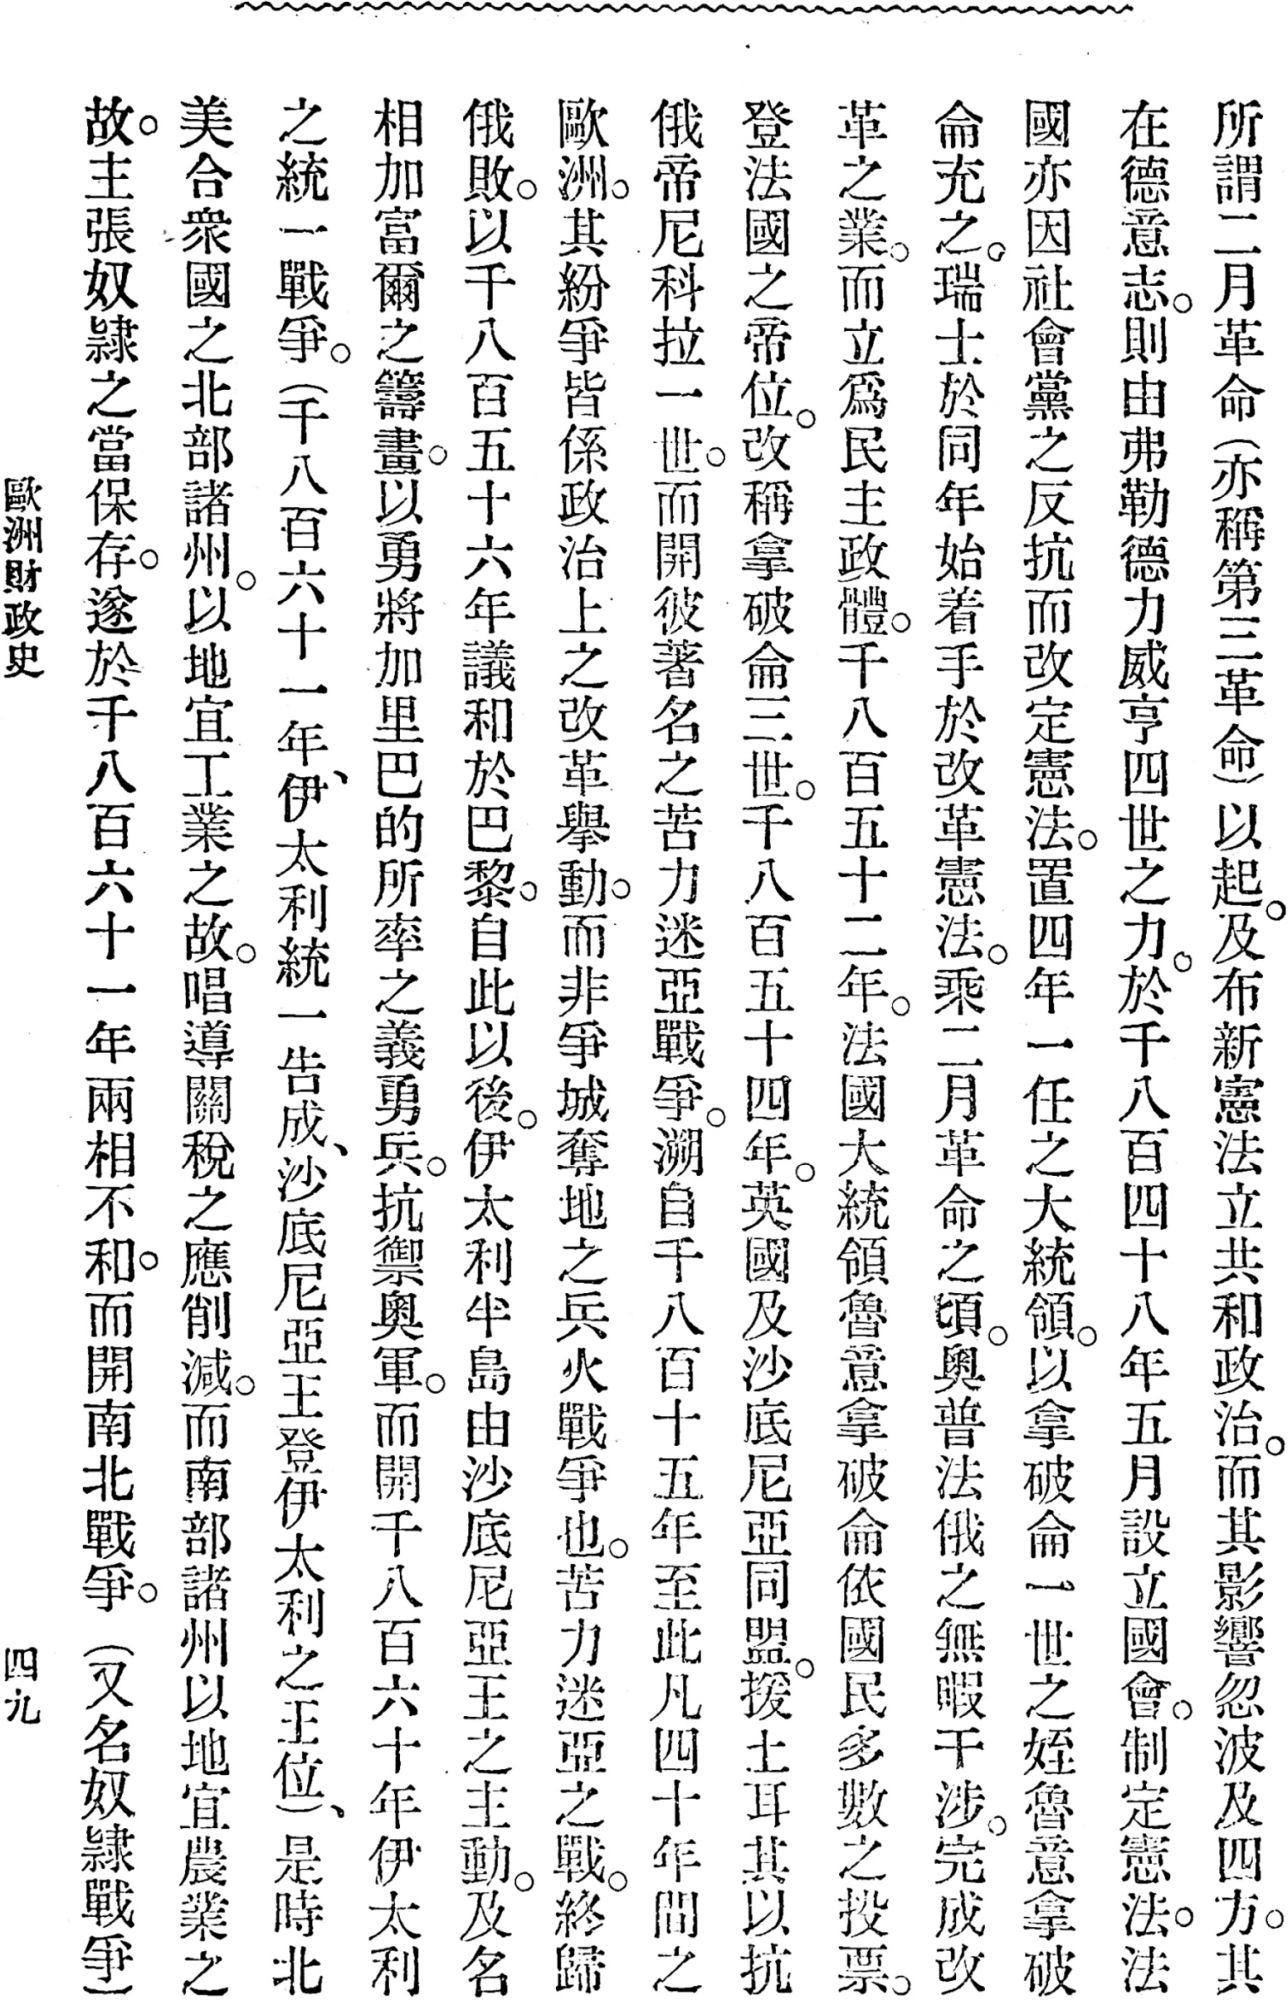 所謂二月革命(亦稱第三革命)以起。及布新憲法立共和政治。而其影響忽波及四方。其
在德意志。則由弗勒德力威亨四世之力。於千八百四十八年五月設立國會。制定憲法。法
國亦因社會黨之反抗而改定憲法。置四年一任之大統領。以拿破侖一世之姪魯意拿破
侖充之。瑞士於同年始着手於改革憲法。乘二月革命之頃。奧普法俄之無暇干涉。完成改
革之業。而立爲民主政體。千八百五十二年。法國大統領魯意拿破侖依國民多數之投票。
登法國之帝位。改稱拿破侖三世。千八百五十四年。英國及沙底尼亞同盟。援土耳其以抗
俄帝尼科拉一世。而開彼著名之苦力迷亞戰爭。溯自千八百十五年至此凡四十年間之
歐洲。其紛爭皆係政治上之改革舉動。而非爭城奪地之兵火戰爭也。苦力迷亞之戰。終歸
俄敗。以千八百五十六年議和於巴黎。自此以後。伊太利半島由沙底尼亞王之主動。及名
相加富爾之籌畫。以勇將加里巴的所率之義勇兵。抗禦奧軍。而開千八百六十年伊太利
之統一戰爭。(千八百六十一年、伊太利統一告成、沙底尼亞王登伊太利之王位)、是時北
美合衆國之北部諸州。以地宜工業之故。唱導關稅之應削減。而南部諸州以地宜農業之
故。主張奴隸之當保存。遂於千八百六十一年兩相不和。而開南北戰爭。(又名奴隸戰爭)
歐洲財政史
四九